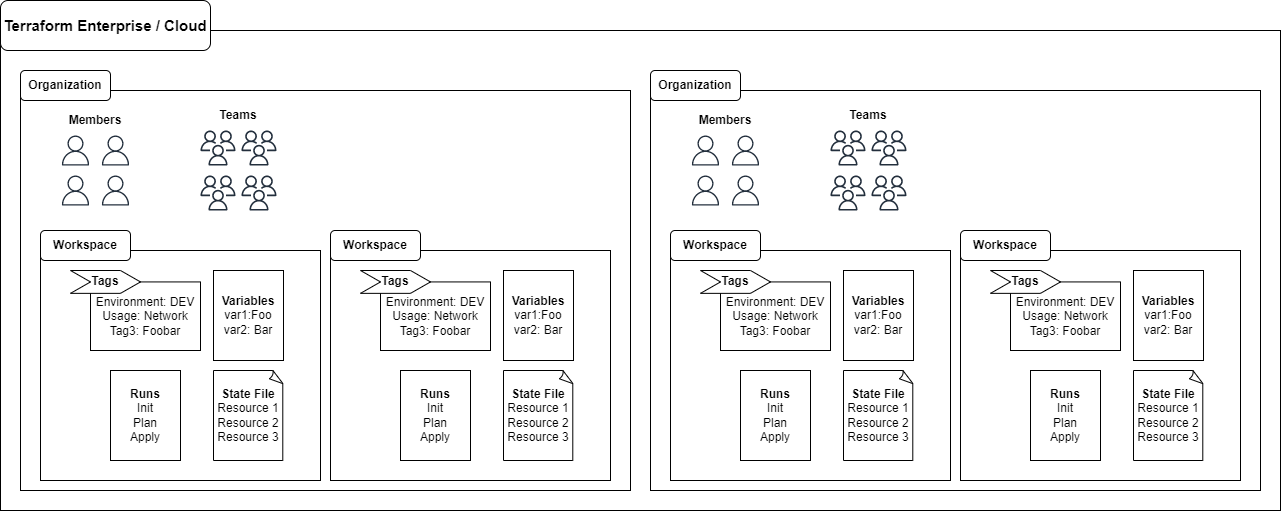 Terraform Enterprise / Cloud
Organization
Members
Teams
Workspace
Tags
Environment: DEV
Usage: Network
Tag3: Foobar
Variables
var1:Foo
var2: Bar
Runs
Init
Plan
Apply
State File
Resource 1
Resource 2
Resource 3
Workspace
Tags
Environment: DEV
Usage: Network
Tag3: Foobar
Variables
var1:Foo
var2: Bar
Runs
Init
Plan
Apply
State File
Resource 1
Resource 2
Resource 3
Organization
Members
Teams
Workspace
Tags
Environment: DEV
Usage: Network
Tag3: Foobar
Variables
var1:Foo
var2: Bar
Runs
Init
Plan
Apply
State File
Resource 1
Resource 2
Resource 3
Workspace
Tags
Environment: DEV
Usage: Network
Tag3: Foobar
Variables
var1:Foo
var2: Bar
Runs
Init
Plan
Apply
State File
Resource 1
Resource 2
Resource 3